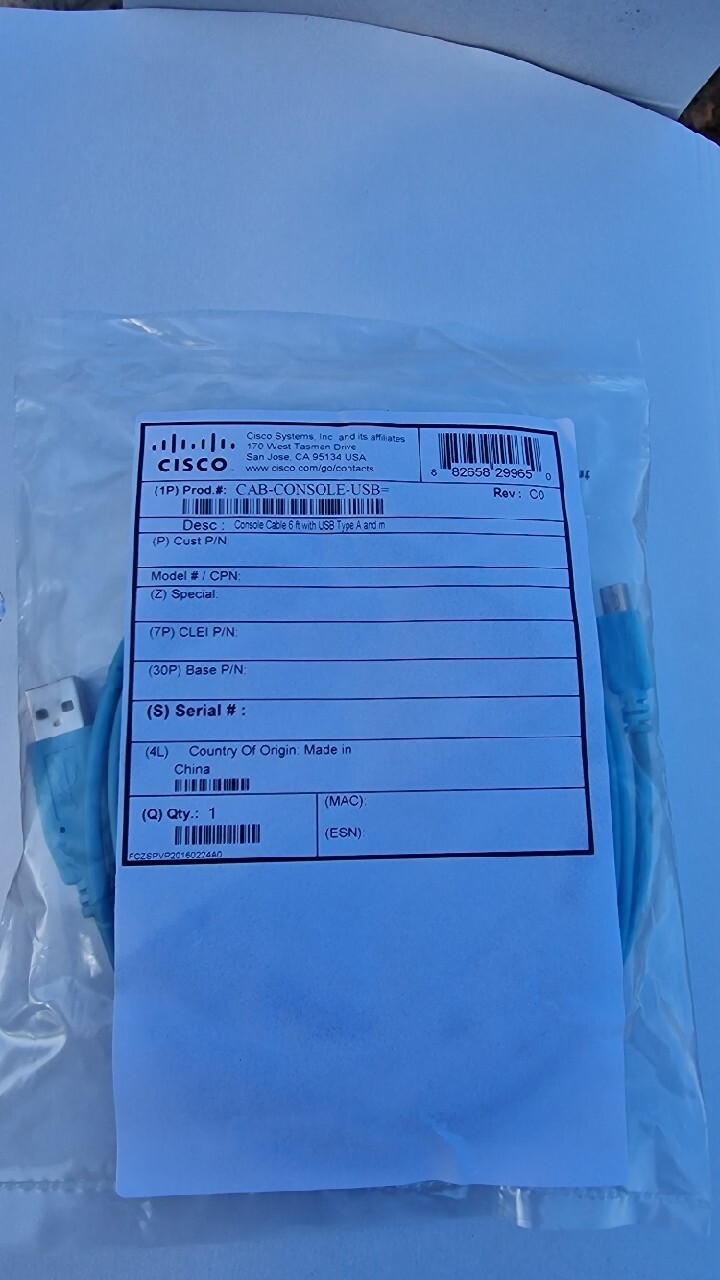 Cisco Systems, Inc. and its affiliates
170 West Tasman Drive
San Jose, CA 95134 USA
www.cisco.com/go/contacts
CISCO
8 82658 29965 0
(1P) Prod.#: CAB-CONSOLE-USB=
Rev: C0
Desc : Console Cable 6 ft with USB Type A and m
(P) Cust P/N
Model # / CPN:
(Z) Special:
(7P) CLEI P/N:
(30P) Base P/N:
(S) Serial # :
(4L) Country Of Origin: Made in
China
(Q) Qty.: 1
(MAC):
(ESN):
FCZSPVP20160224A0